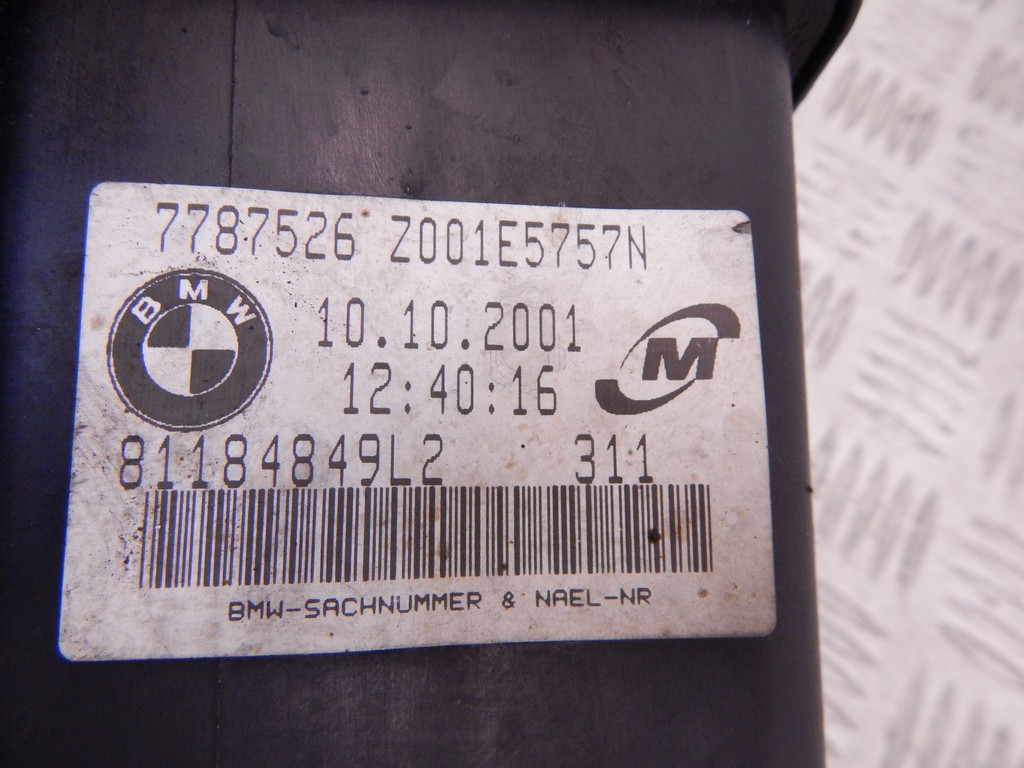 7787526 Z001E5757N
BMW
10.10.2001
M
12:40:16
81184849L2 311
BMW-SACHNUMMER & NAEL-NR